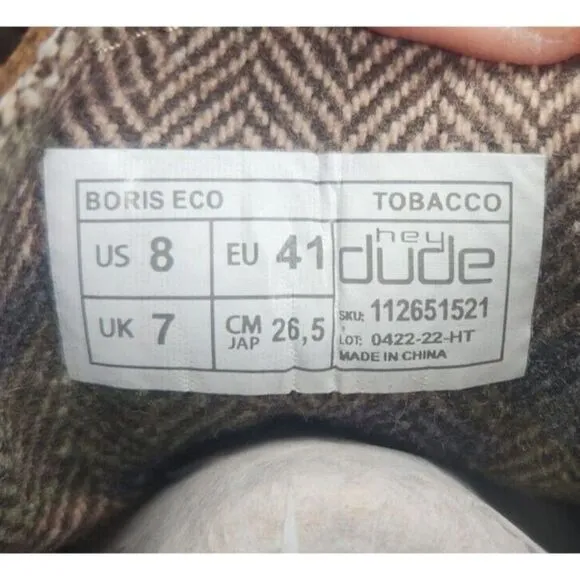 BORIS ECO TOBACCO
US 8 EU 41 hey dude
UK 7 CM JAP 26,5
SKU: 112651521
LOT: 0422-22-HT
MADE IN CHINA